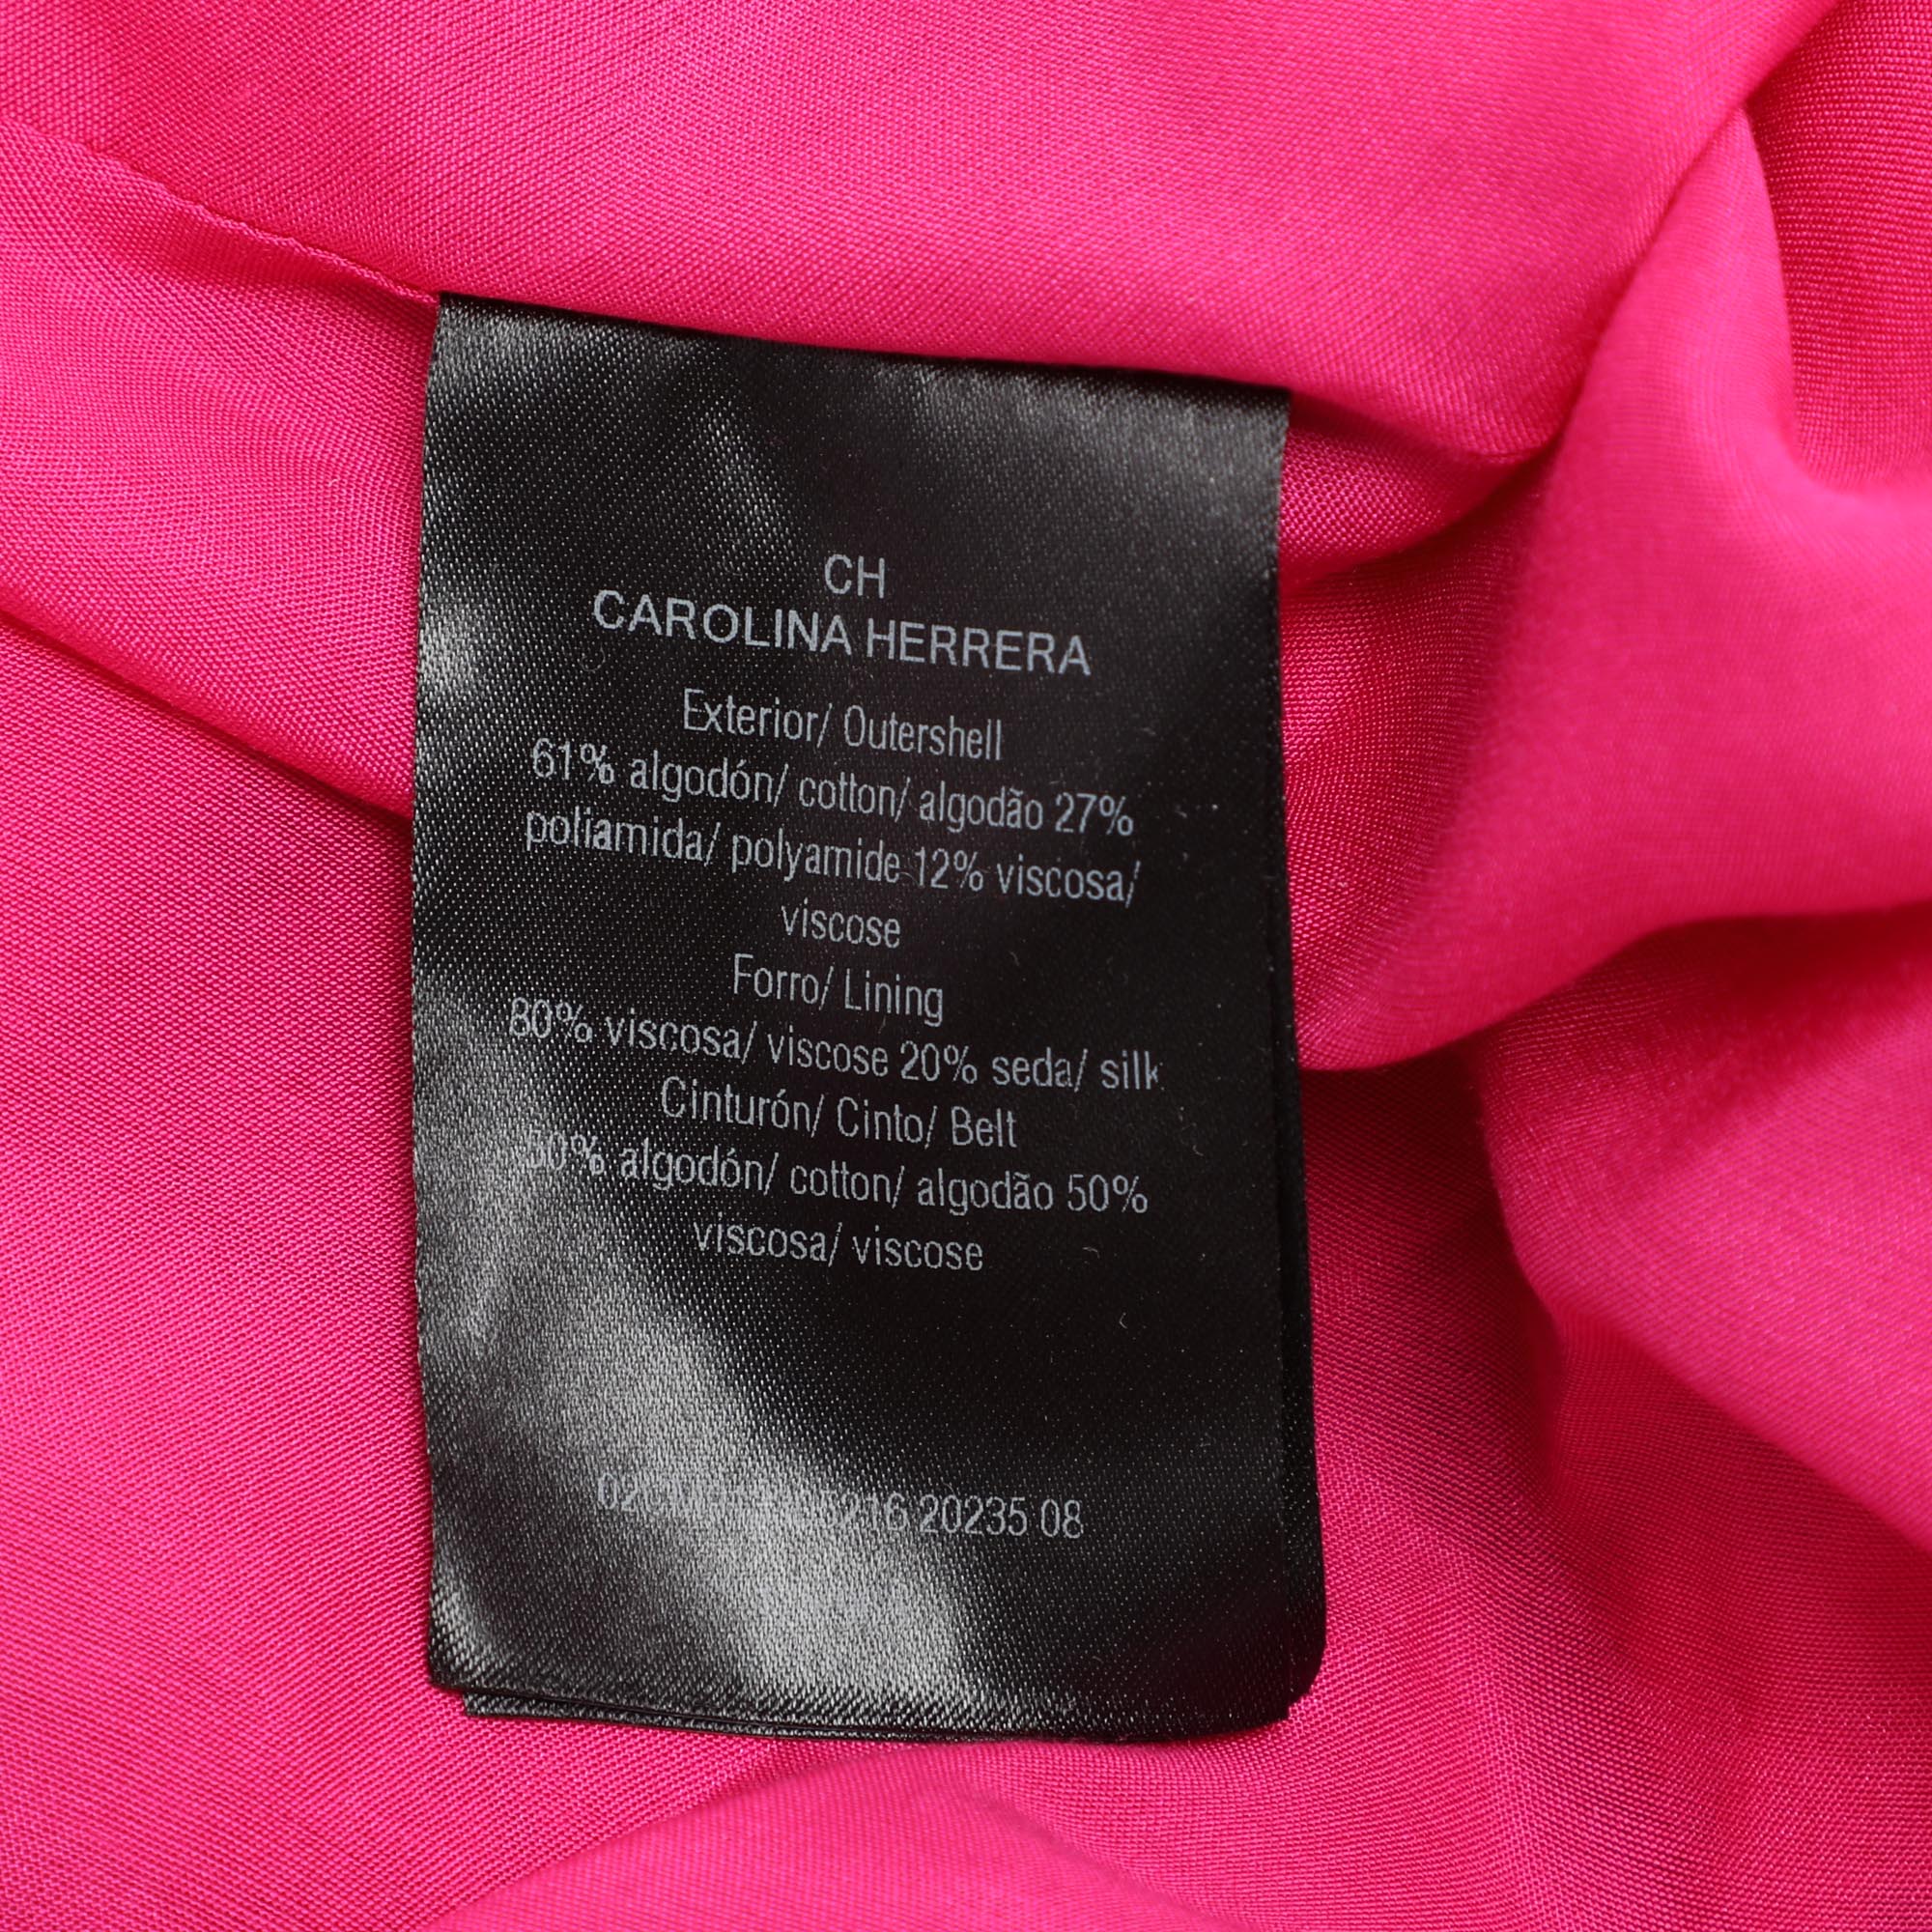 CH
CAROLINA HERRERA
Exterior/ Outershell
61% algodón/ cotton/ algodão 27%
poliamida/ polyamide 12% viscosa/
viscose
Forro/ Lining
80% viscosa/ viscose 20% seda/ silk
Cinturón/ Cinto/ Belt
50% algodón/ cotton/ algodão 50%
viscosa/ viscose
20235 08